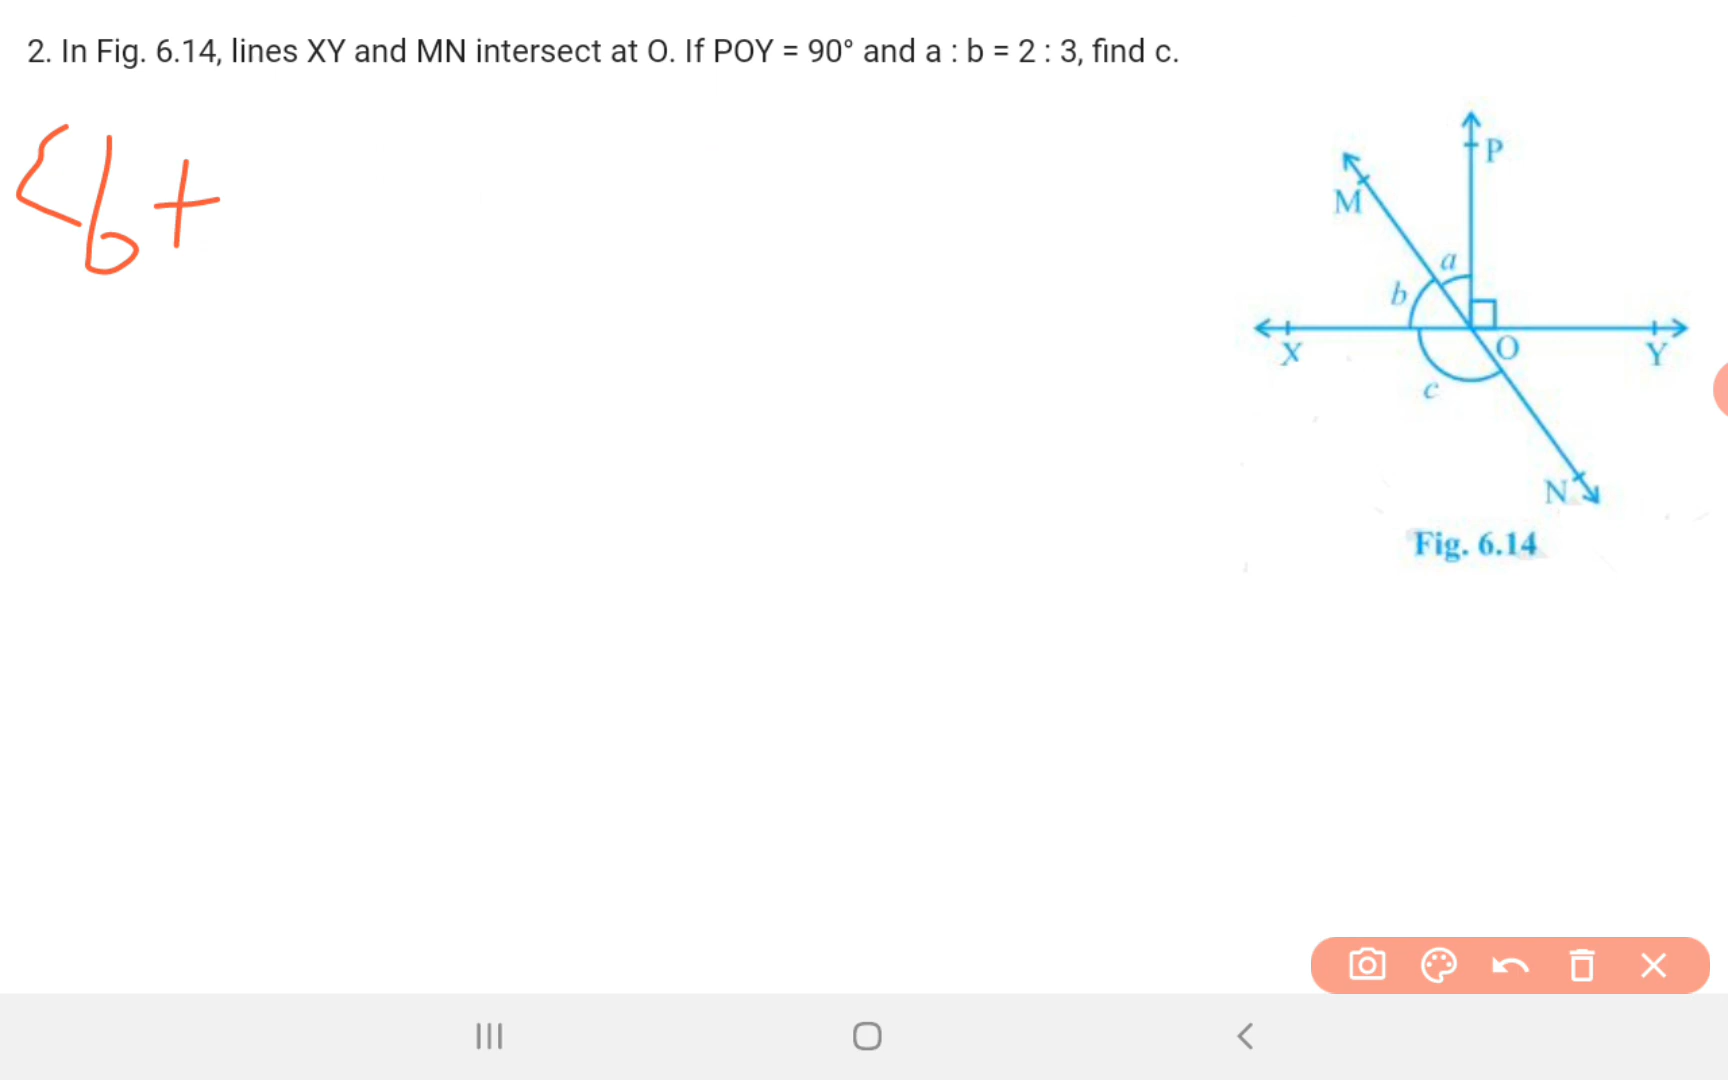 2. In Fig. 6.14, lines XY and MN intersect at O. If POY = 90° and a : b = 2 : 3, find c.
<b +
P
M
a
b
X
O
Y
c
N
Fig. 6.14